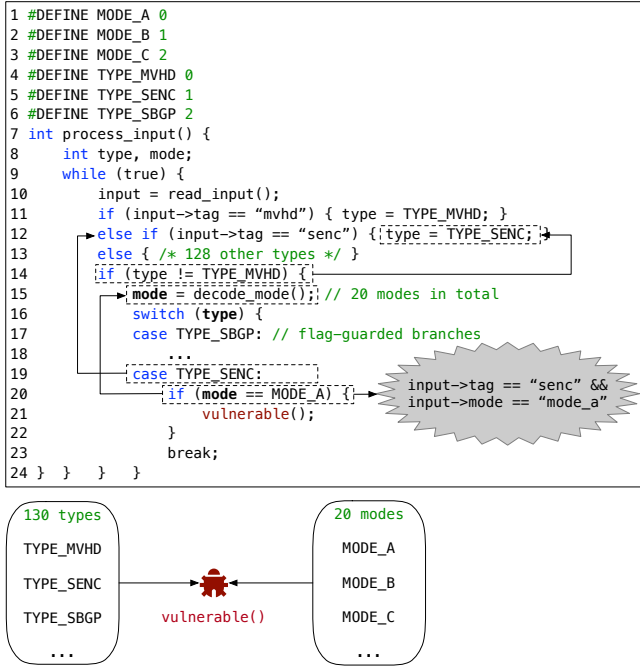 1 #DEFINE MODE_A 0
2 #DEFINE MODE_B 1
3 #DEFINE MODE_C 2
4 #DEFINE TYPE_MVHD 0
5 #DEFINE TYPE_SENC 1
6 #DEFINE TYPE_SBGP 2
7 int process_input() {
8 int type, mode;
9 while (true) {
10 input = read_input();
11 if (input->tag == “mvhd”) { type = TYPE_MVHD; }
12 else if (input->tag == “senc”) { type = TYPE_SENC; }
13 else { /* 128 other types */ }
14 if (type != TYPE_MVHD) {
15 mode = decode_mode(); // 20 modes in total
16 switch (type) {
17 case TYPE_SBGP: // flag-guarded branches
18 ...
19 case TYPE_SENC:
20 if (mode == MODE_A) {
21 vulnerable();
22 }
23 break;
24 } } } }
input->tag == “senc” &&
input->mode == “mode_a”
130 types
TYPE_MVHD
TYPE_SENC
TYPE_SBGP
...
vulnerable()
20 modes
MODE_A
MODE_B
MODE_C
...